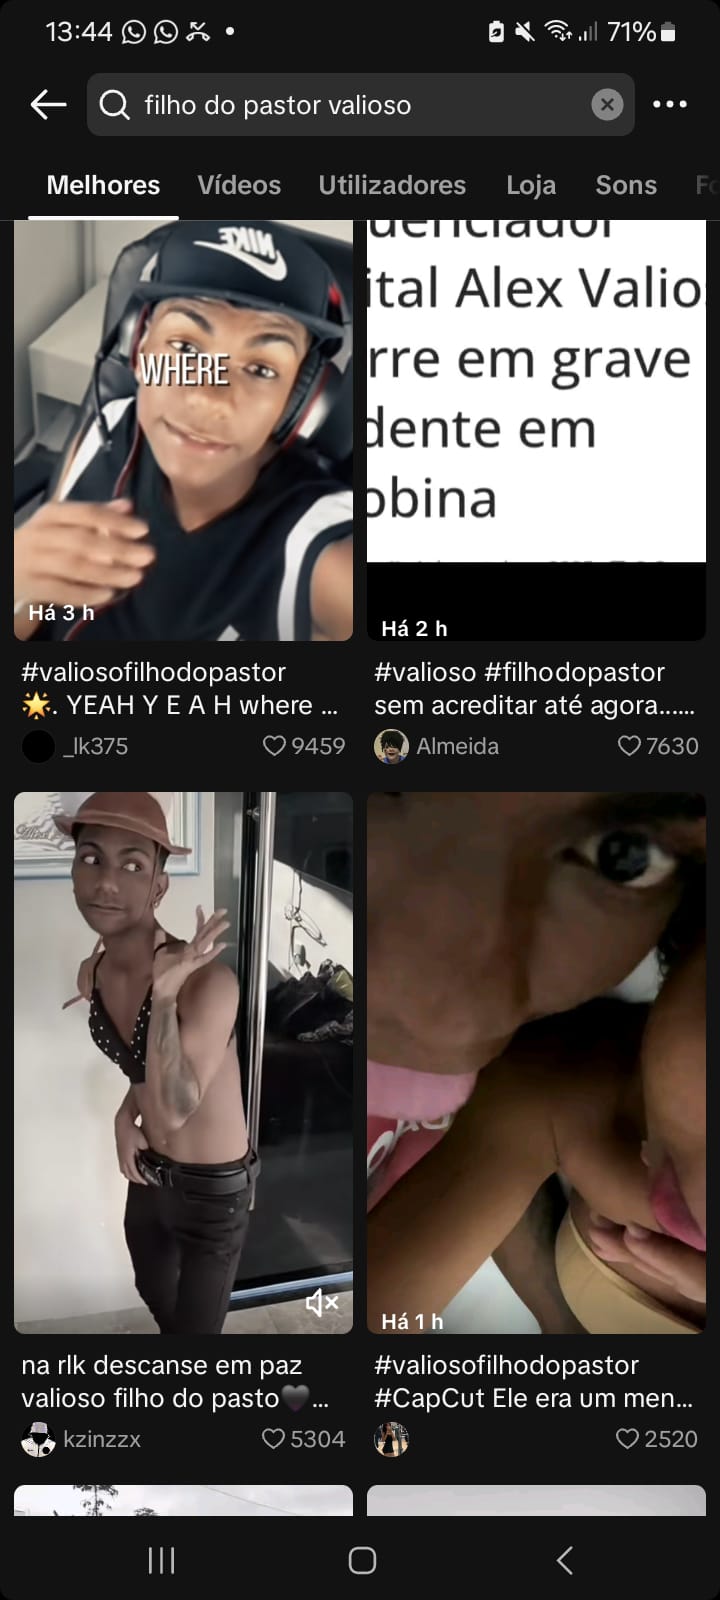 13:44
71%
filho do pastor valioso
Melhores Vídeos Utilizadores Loja Sons
NIKE
WHERE
Há 3 h
ital Alex Valio
rre em grave
dente em
obina
Há 2 h
#valiosofilhodopastor
🌟. YEAH Y E A H where ...
_lk375 9459
#valioso #filhodopastor
sem acreditar até agora......
Almeida 7630
na rlk descanse em paz
valioso filho do pasto🖤...
kzinzzx 5304
Há 1 h
#valiosofilhodopastor
#CapCut Ele era um men...
2520